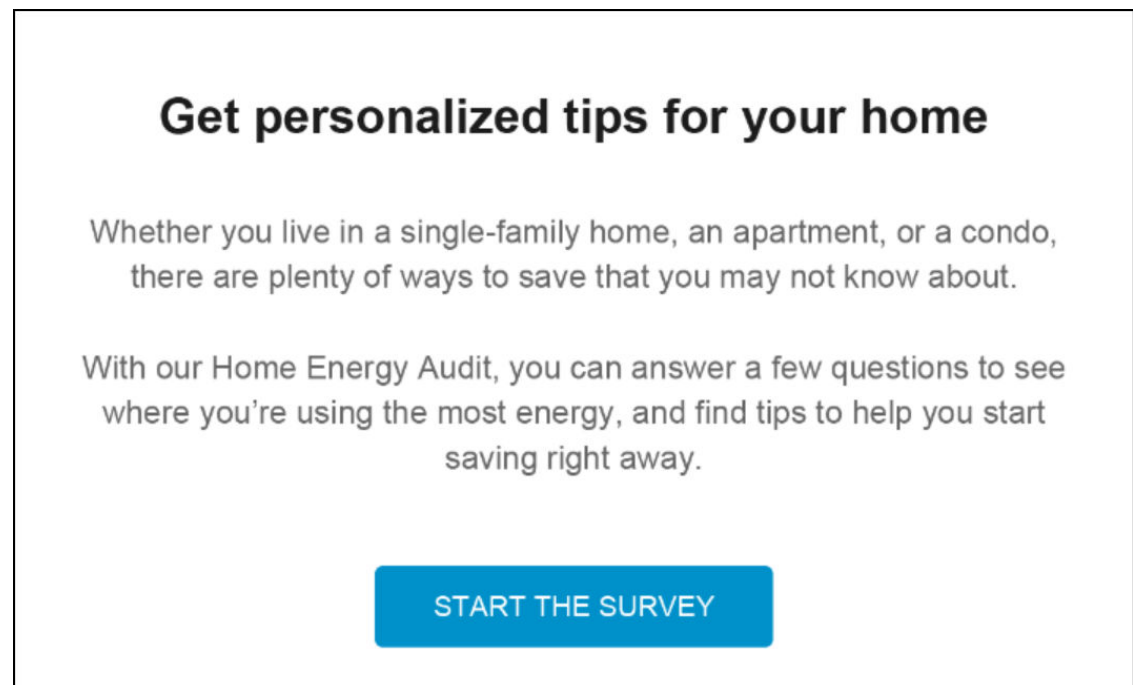 Get personalized tips for your home
Whether you live in a single-family home, an apartment, or a condo,
there are plenty of ways to save that you may not know about.
With our Home Energy Audit, you can answer a few questions to see
where you’re using the most energy, and find tips to help you start
saving right away.
START THE SURVEY